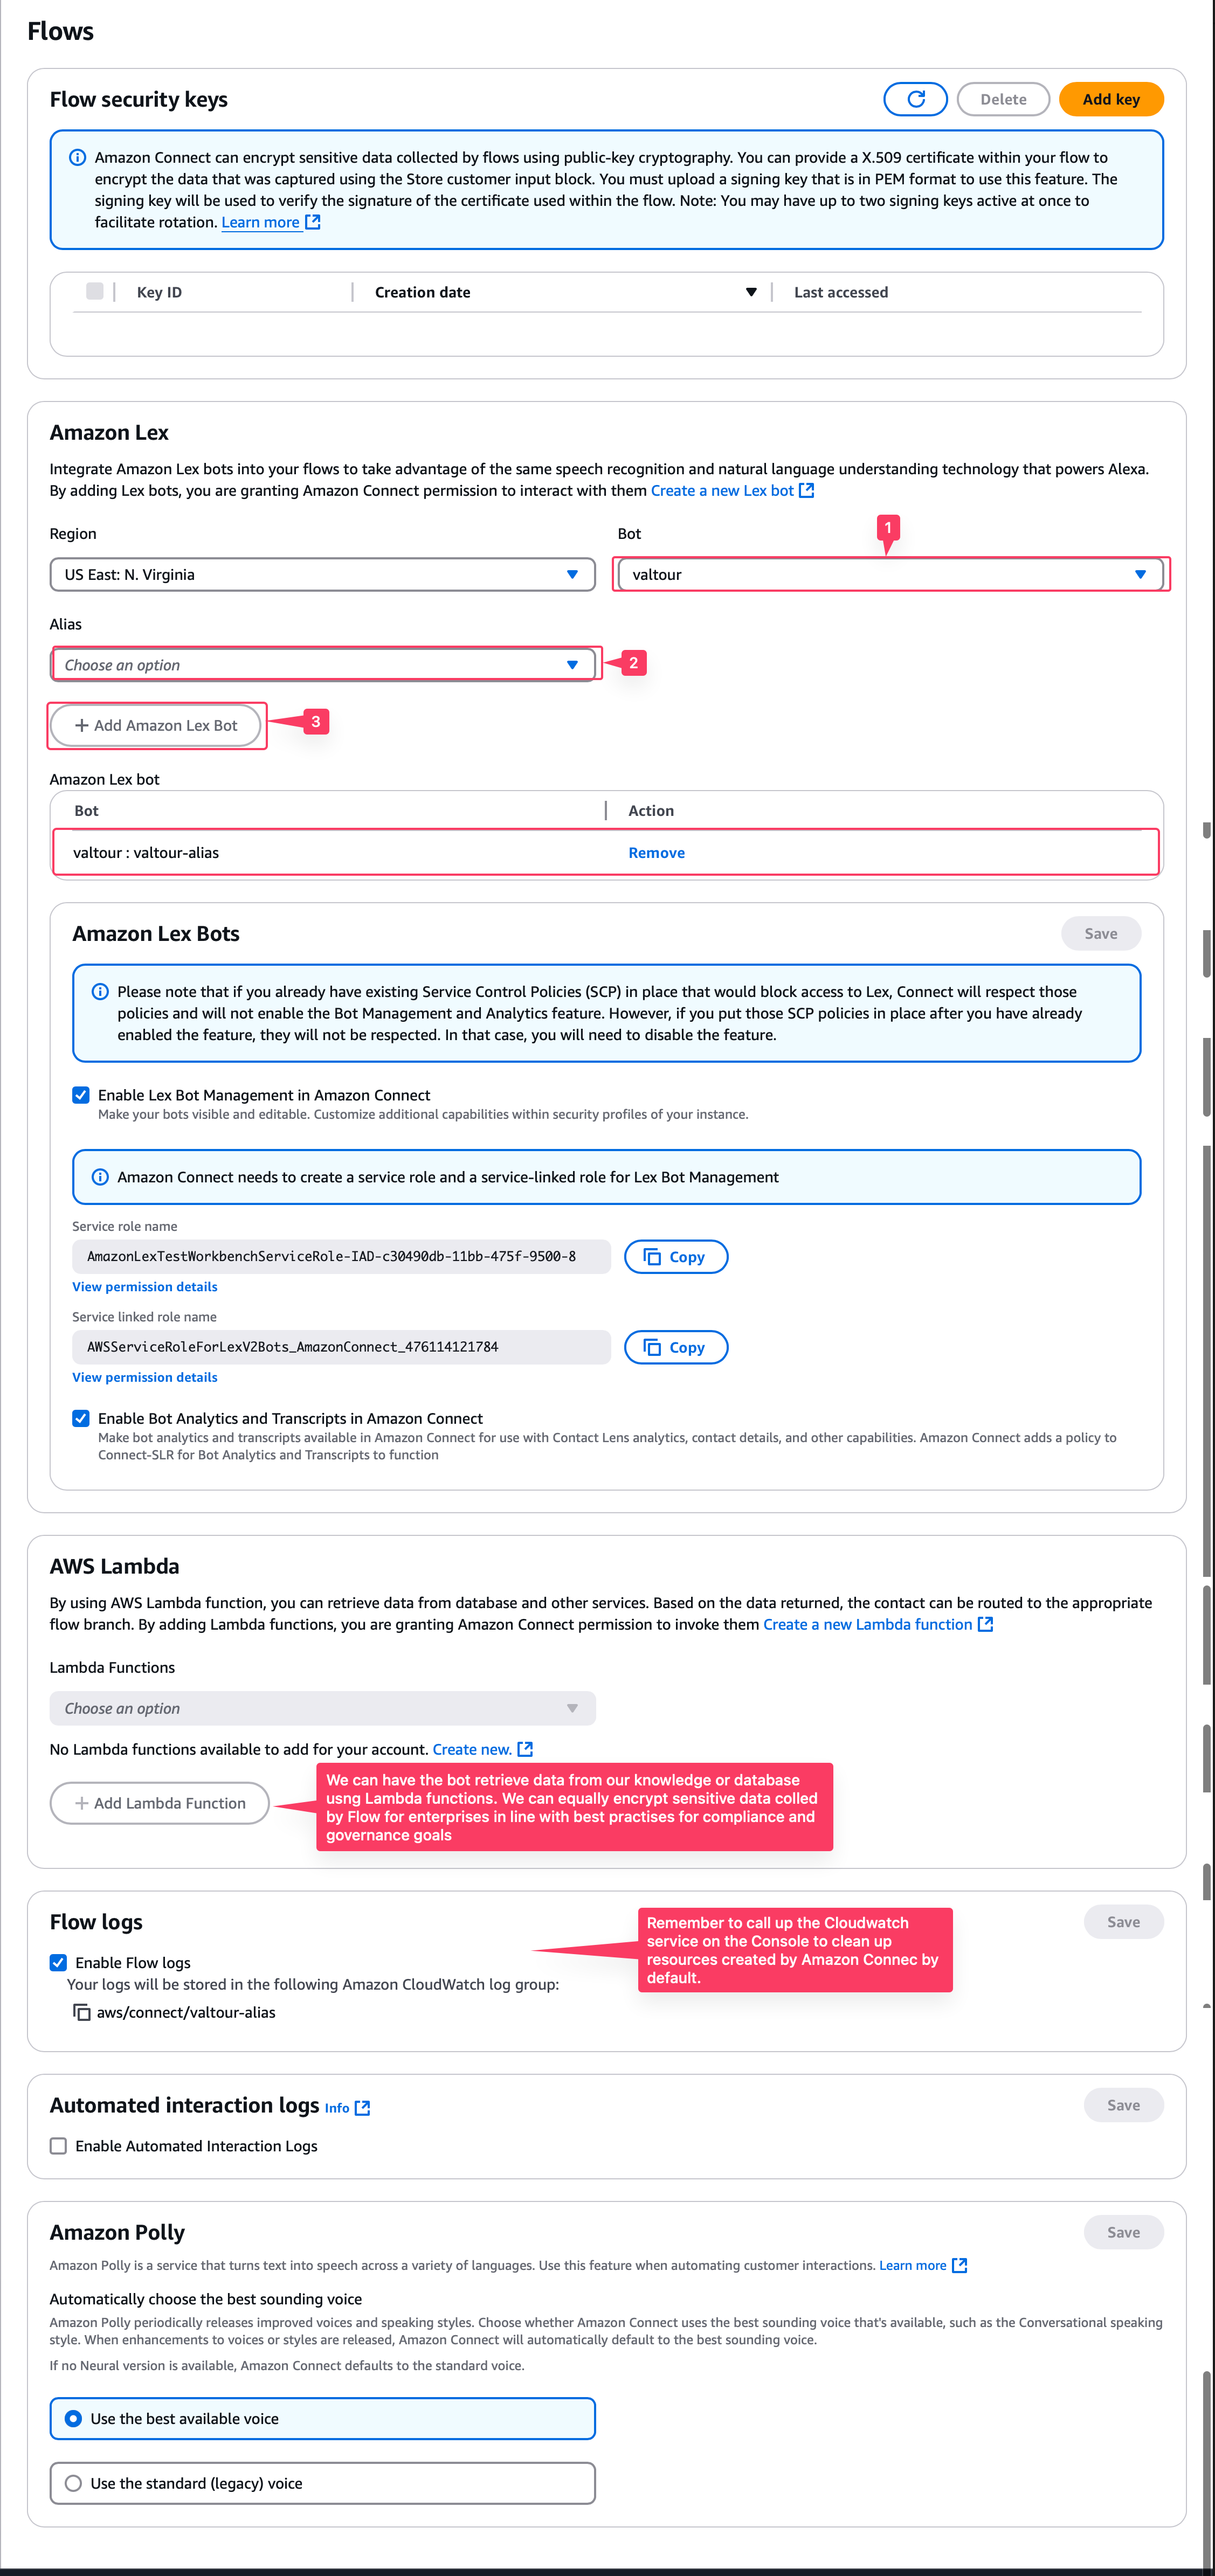 Flows
Flow security keys
Delete
Add key
Amazon Connect can encrypt sensitive data collected by flows using public-key cryptography. You can provide a X.509 certificate within your flow to
encrypt the data that was captured using the Store customer input block. You must upload a signing key that is in PEM format to use this feature. The
signing key will be used to verify the signature of the certificate used within the flow. Note: You may have up to two signing keys active at once to
facilitate rotation. Learn more
Key ID
Creation date
Last accessed
Amazon Lex
Integrate Amazon Lex bots into your flows to take advantage of the same speech recognition and natural language understanding technology that powers Alexa.
By adding Lex bots, you are granting Amazon Connect permission to interact with them Create a new Lex bot
Region
Bot
1
US East: N. Virginia
valtour
Alias
Choose an option
2
+ Add Amazon Lex Bot
3
Amazon Lex bot
Bot
Action
valtour : valtour-alias
Remove
Amazon Lex Bots
Save
Please note that if you already have existing Service Control Policies (SCP) in place that would block access to Lex, Connect will respect those
policies and will not enable the Bot Management and Analytics feature. However, if you put those SCP policies in place after you have already
enabled the feature, they will not be respected. In that case, you will need to disable the feature.
Enable Lex Bot Management in Amazon Connect
Make your bots visible and editable. Customize additional capabilities within security profiles of your instance.
Amazon Connect needs to create a service role and a service-linked role for Lex Bot Management
Service role name
AmazonLexTestWorkbenchServiceRole-IAD-c30490db-11bb-475f-9500-8
Copy
View permission details
Service linked role name
AWSServiceRoleForLexV2Bots_AmazonConnect_476114121784
Copy
View permission details
Enable Bot Analytics and Transcripts in Amazon Connect
Make bot analytics and transcripts available in Amazon Connect for use with Contact Lens analytics, contact details, and other capabilities. Amazon Connect adds a policy to
Connect-SLR for Bot Analytics and Transcripts to function
AWS Lambda
By using AWS Lambda function, you can retrieve data from database and other services. Based on the data returned, the contact can be routed to the appropriate
flow branch. By adding Lambda functions, you are granting Amazon Connect permission to invoke them Create a new Lambda function
Lambda Functions
Choose an option
No Lambda functions available to add for your account. Create new.
+ Add Lambda Function
We can have the bot retrieve data from our knowledge or database
usng Lambda functions. We can equally encrypt sensitive data colled
by Flow for enterprises in line with best practises for compliance and
governance goals
Flow logs
Save
Enable Flow logs
Your logs will be stored in the following Amazon CloudWatch log group:
aws/connect/valtour-alias
Remember to call up the Cloudwatch
service on the Console to clean up
resources created by Amazon Connec by
default.
Automated interaction logs Info
Save
Enable Automated Interaction Logs
Amazon Polly
Save
Amazon Polly is a service that turns text into speech across a variety of languages. Use this feature when automating customer interactions. Learn more
Automatically choose the best sounding voice
Amazon Polly periodically releases improved voices and speaking styles. Choose whether Amazon Connect uses the best sounding voice that's available, such as the Conversational speaking
style. When enhancements to voices or styles are released, Amazon Connect will automatically default to the best sounding voice.
If no Neural version is available, Amazon Connect defaults to the standard voice.
Use the best available voice
Use the standard (legacy) voice